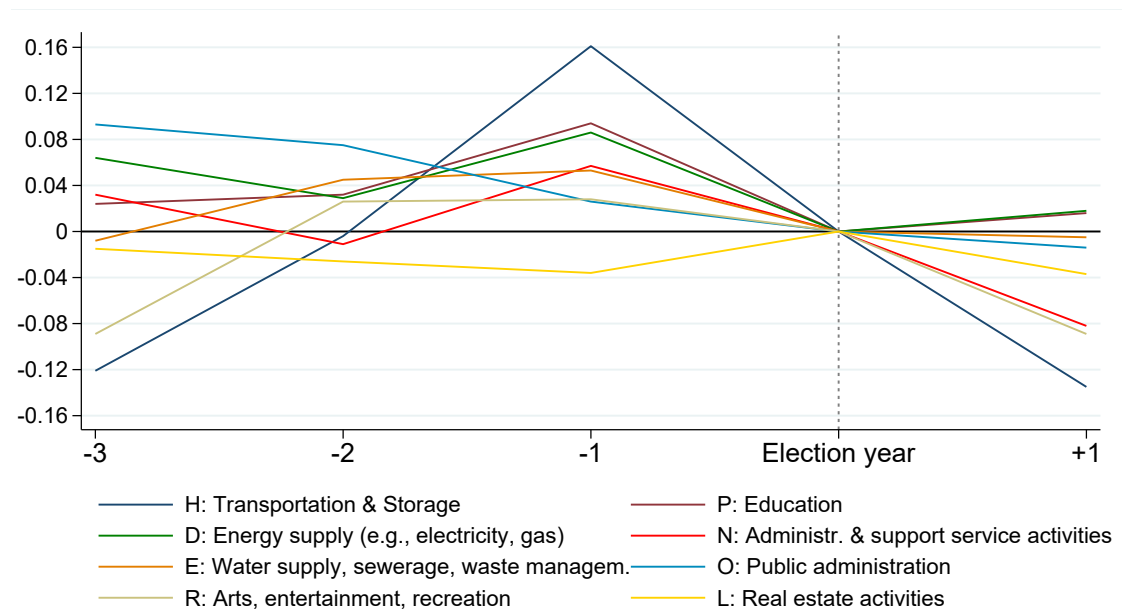 0.16
0.12
0.08
0.04
0
-0.04
-0.08
-0.12
-0.16
-3 -2 -1 Election year +1
H: Transportation & Storage P: Education
D: Energy supply (e.g., electricity, gas) N: Administr. & support service activities
E: Water supply, sewerage, waste managem. O: Public administration
R: Arts, entertainment, recreation L: Real estate activities